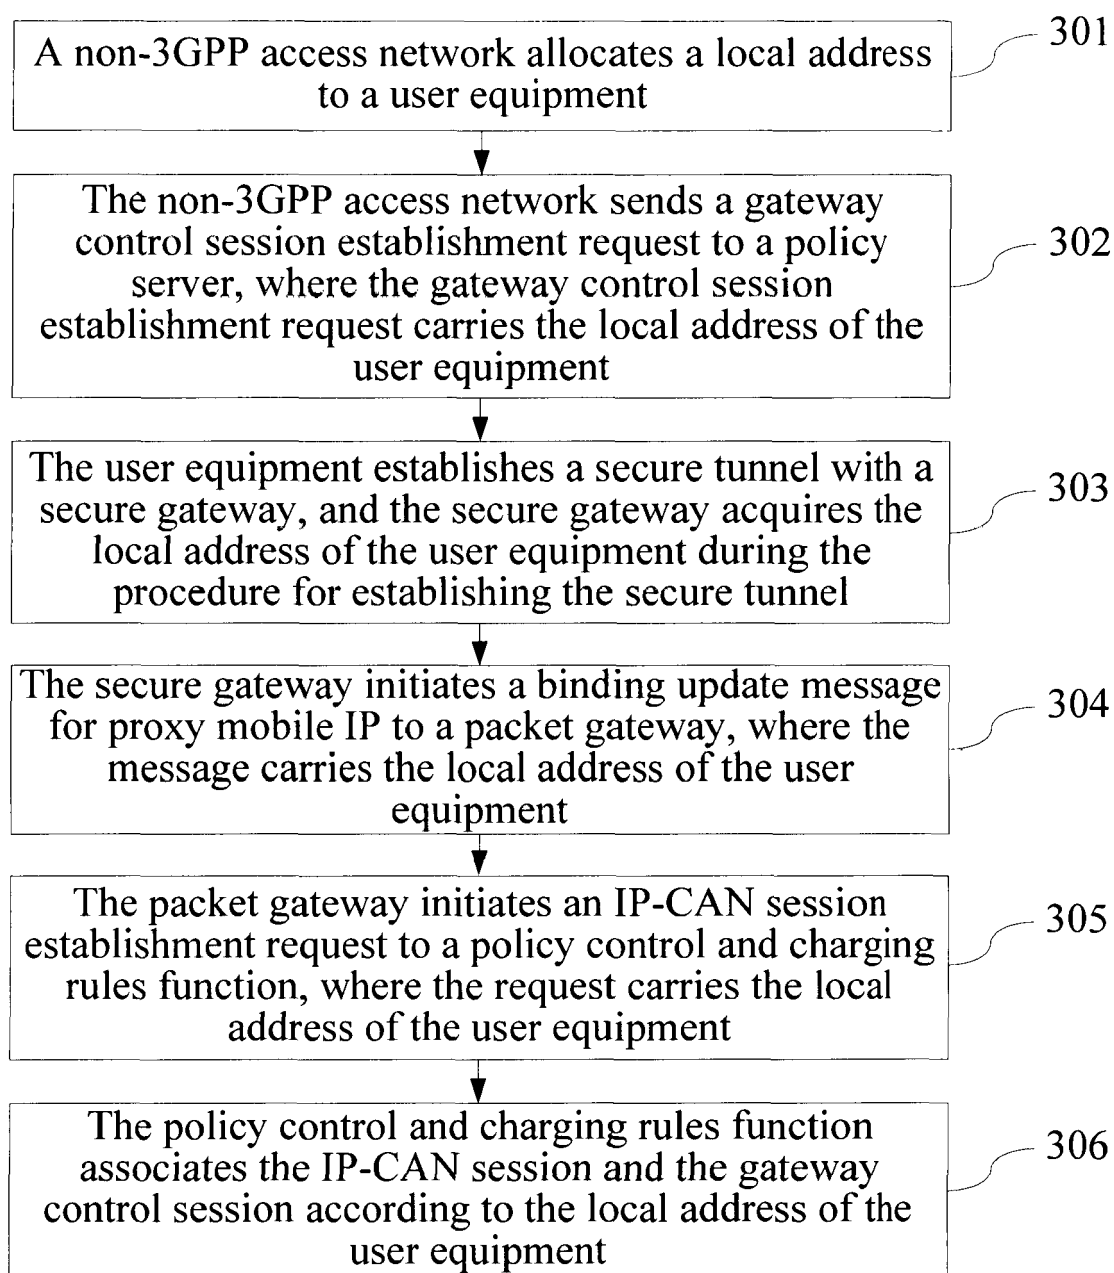 A non-3GPP access network allocates a local address
to a user equipment
301
The non-3GPP access network sends a gateway
control session establishment request to a policy
server, where the gateway control session
establishment request carries the local address of the
user equipment
302
The user equipment establishes a secure tunnel with a
secure gateway, and the secure gateway acquires the
local address of the user equipment during the
procedure for establishing the secure tunnel
303
The secure gateway initiates a binding update message
for proxy mobile IP to a packet gateway, where the
message carries the local address of the user
equipment
304
The packet gateway initiates an IP-CAN session
establishment request to a policy control and charging
rules function, where the request carries the local
address of the user equipment
305
The policy control and charging rules function
associates the IP-CAN session and the gateway
control session according to the local address of the
user equipment
306